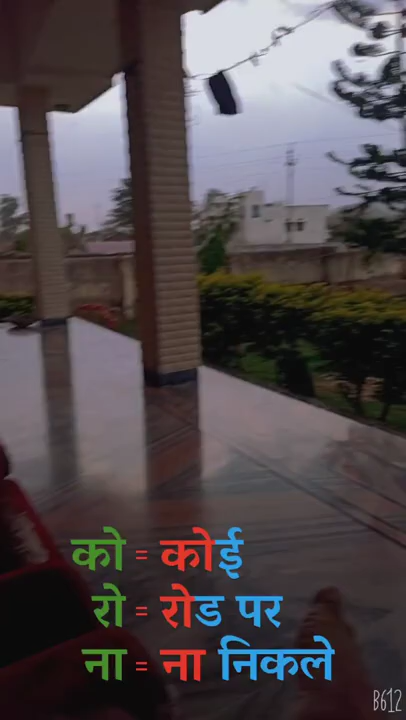 को = कोई
रो = रोड पर
ना = ना निकले
B612